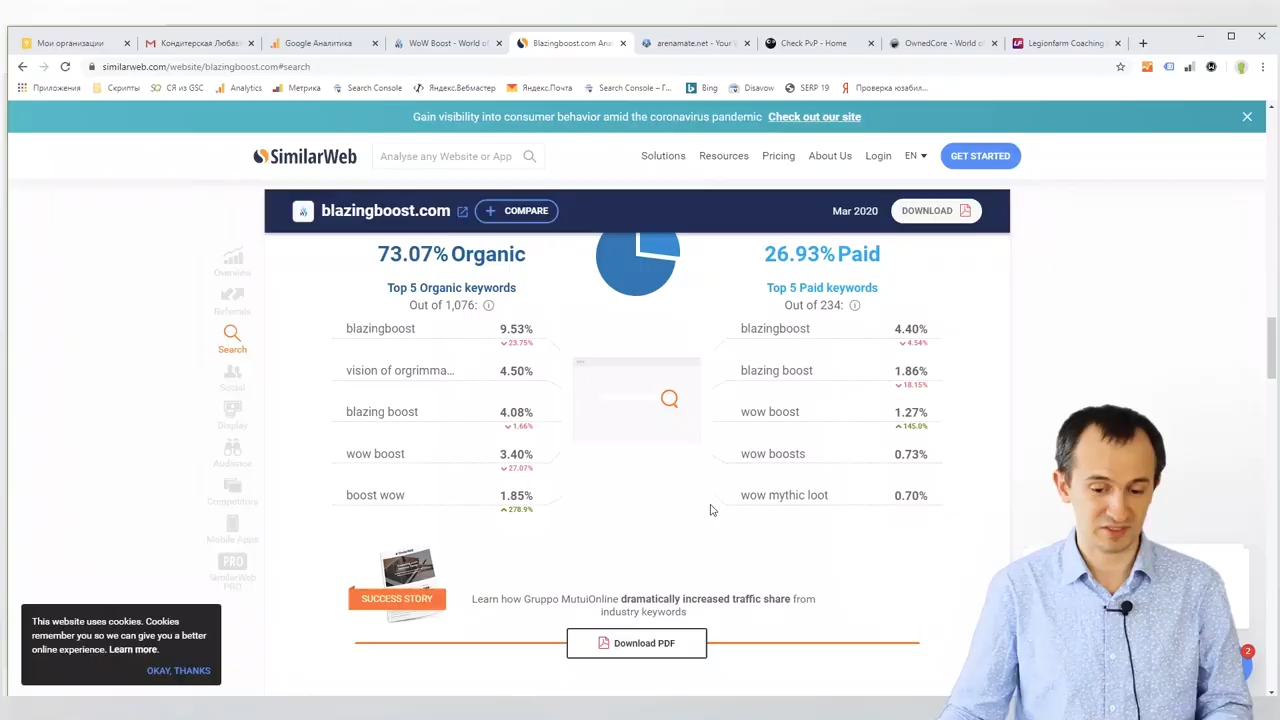 Мои организации
Кондитерская Любава
Google Аналитика
WoW Boost - World of
Blazingboost.com Ana
arenamate.net - Your
Check PvP - Home
OwnedCore - World of
Legionfarm Coaching
similarweb.com/website/blazingboost.com#search
Приложения
Скрипты
СЯ из GSC
Analytics
Метрика
Search Console
Яндекс.Вебмастер
Яндекс.Почта
Search Console – Г...
Bing
Disavow
SERP 19
Проверка юзабил...
Gain visibility into consumer behavior amid the coronavirus pandemic Check out our site
SimilarWeb
Analyse any Website or App
Solutions
Resources
Pricing
About Us
Login
EN
GET STARTED
blazingboost.com
COMPARE
Mar 2020
DOWNLOAD
Overview
Referrals
Search
Social
Display
Audience
Competitors
Mobile Apps
PRO
SimilarWeb
PRO
73.07% Organic
Top 5 Organic keywords
Out of 1,076:
blazingboost 9.53%
23.75%
vision of orgrimma... 4.50%
blazing boost 4.08%
1.66%
wow boost 3.40%
27.07%
boost wow 1.85%
278.9%
26.93% Paid
Top 5 Paid keywords
Out of 234:
blazingboost 4.40%
4.54%
blazing boost 1.86%
18.15%
wow boost 1.27%
145.0%
wow boosts 0.73%
wow mythic loot 0.70%
SUCCESS STORY
Learn how Gruppo MutuiOnline dramatically increased traffic share from
industry keywords
Download PDF
This website uses cookies. Cookies
remember you so we can give you a better
online experience. Learn more.
OKAY, THANKS
2